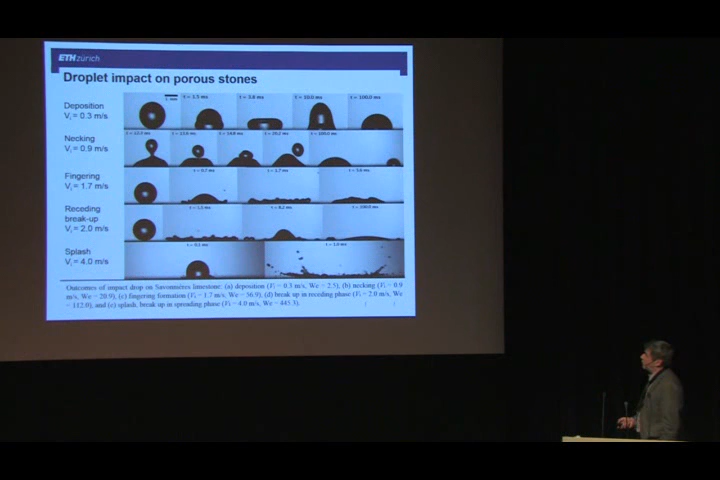 ETHzürich
Droplet impact on porous stones
Deposition
Vi = 0.3 m/s
Necking
Vi = 0.9 m/s
Fingering
Vi = 1.7 m/s
Receding
break-up
Vi = 2.0 m/s
Splash
Vi = 4.0 m/s
Outcomes of impact drop on Savonnières limestone: (a) deposition (Vi = 0.3 m/s, We = 2.5), (b) necking (Vi = 0.9
m/s, We = 20.9), (c) fingering formation (Vi = 1.7 m/s, We = 56.9), (d) break up in receding phase (Vi = 2.0 m/s, We
= 112.0), and (e) splash, break up in spreading phase (Vi = 4.0 m/s, We = 445.3).